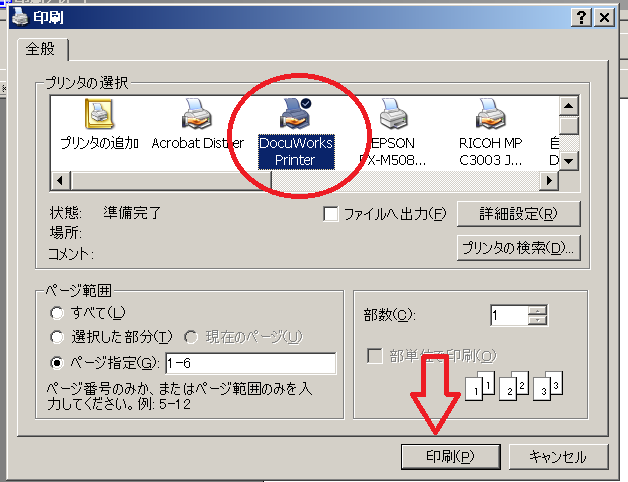 印刷
全般
プリンタの選択
プリンタの追加
Acrobat Distiller
DocuWorks
Printer
EPSON
PX-M508...
RICOH MP
C3003 J...
自
D
状態: 準備完了
場所:
コメント:
ファイルへ出力(F)
詳細設定(R)
プリンタの検索(D)...
ページ範囲
すべて(L)
選択した部分(T)
現在のページ(U)
ページ指定(G): 1-6
ページ番号のみか、またはページ範囲のみを入
力してください。例: 5-12
部数(C): 1
部単位で印刷(O)
1 1 2 2 3 3
印刷(P)
キャンセル